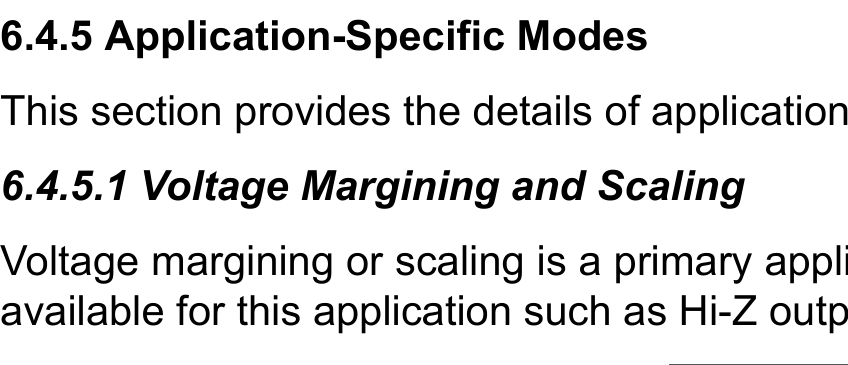 6.4.5 Application-Specific Modes
This section provides the details of application
6.4.5.1 Voltage Margining and Scaling
Voltage margining or scaling is a primary appli
available for this application such as Hi-Z outp